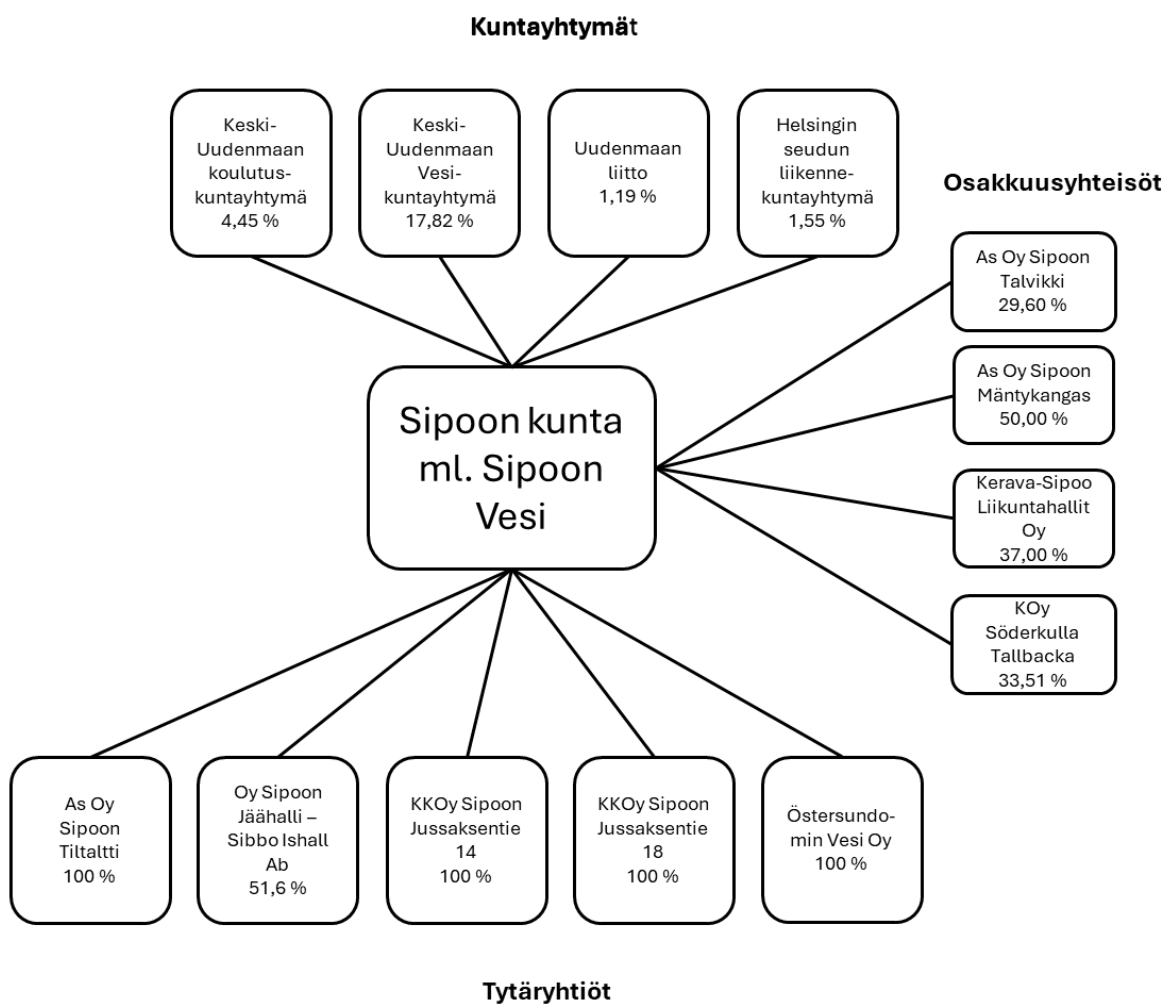 Kuntayhtymät
Keski-
Uudenmaan
koulutus-
kuntayhtymä
4,45 %
Keski-
Uudenmaan
Vesi-
kuntayhtymä
17,82 %
Uudenmaan
liitto
1,19 %
Helsingin
seudun
liikenne-
kuntayhtymä
1,55 %
Osakkuusyhteisöt
As Oy Sipoon
Talvikki
29,60 %
As Oy Sipoon
Mäntykangas
50,00 %
Kerava-Sipoo
Liikuntahallit
Oy
37,00 %
KOy
Söderkulla
Tallbacka
33,51 %
Sipoon kunta
ml. Sipoon
Vesi
As Oy
Sipoon
Tiltaltti
100 %
Oy Sipoon
Jäähalli –
Sibbo Ishall
Ab
51,6 %
KKOy Sipoon
Jussaksentie
14
100 %
KKOy Sipoon
Jussaksentie
18
100 %
Östersundo-
min Vesi Oy
100 %
Tytäryhtiöt